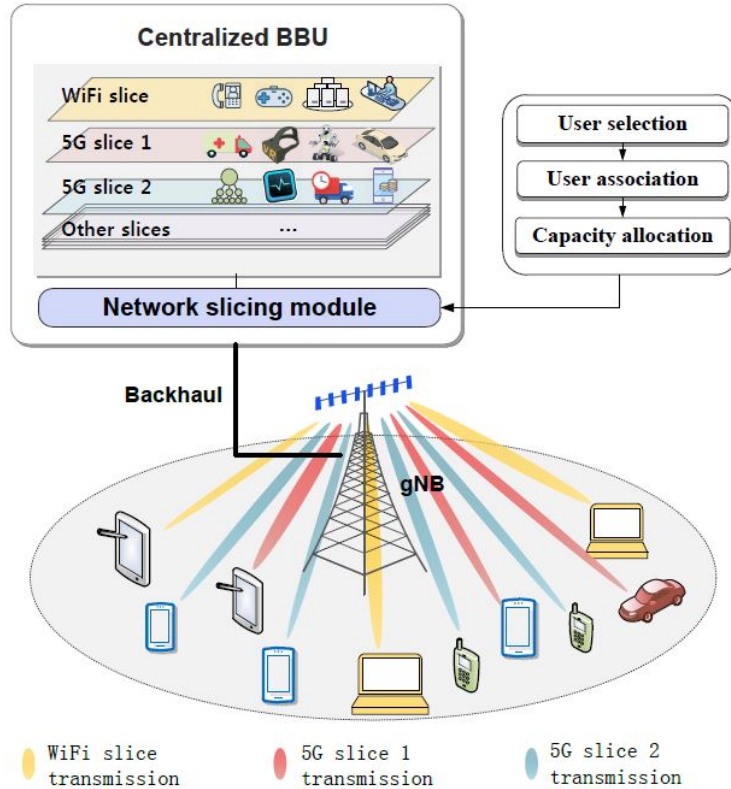 Centralized BBU
WiFi slice
5G slice 1
5G slice 2
Other slices ...
Network slicing module
User selection
User association
Capacity allocation
Backhaul
gNB
WiFi slice
transmission
5G slice 1
transmission
5G slice 2
transmission